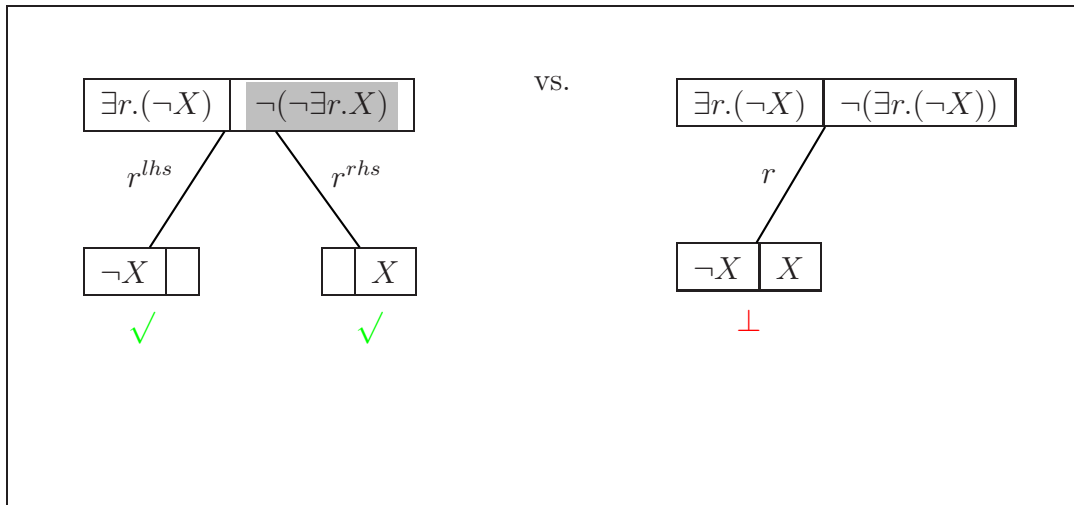 ∃r.(¬X) ¬(¬∃r.X) vs. ∃r.(¬X) ¬(∃r.(¬X))
r^{lhs} r^{rhs} r
¬X X ¬X X
√ √ ⊥